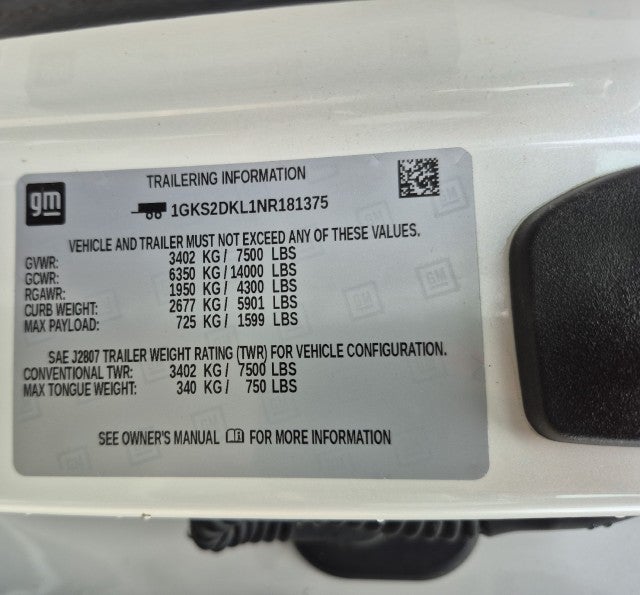 gm
TRAILERING INFORMATION
1GKS2DKL1NR181375
VEHICLE AND TRAILER MUST NOT EXCEED ANY OF THESE VALUES.
GVWR: 3402 KG / 7500 LBS
GCWR: 6350 KG / 14000 LBS
RGAWR: 1950 KG / 4300 LBS
CURB WEIGHT: 2677 KG / 5901 LBS
MAX PAYLOAD: 725 KG / 1599 LBS
SAE J2807 TRAILER WEIGHT RATING (TWR) FOR VEHICLE CONFIGURATION.
CONVENTIONAL TWR: 3402 KG / 7500 LBS
MAX TONGUE WEIGHT: 340 KG / 750 LBS
SEE OWNER'S MANUAL FOR MORE INFORMATION